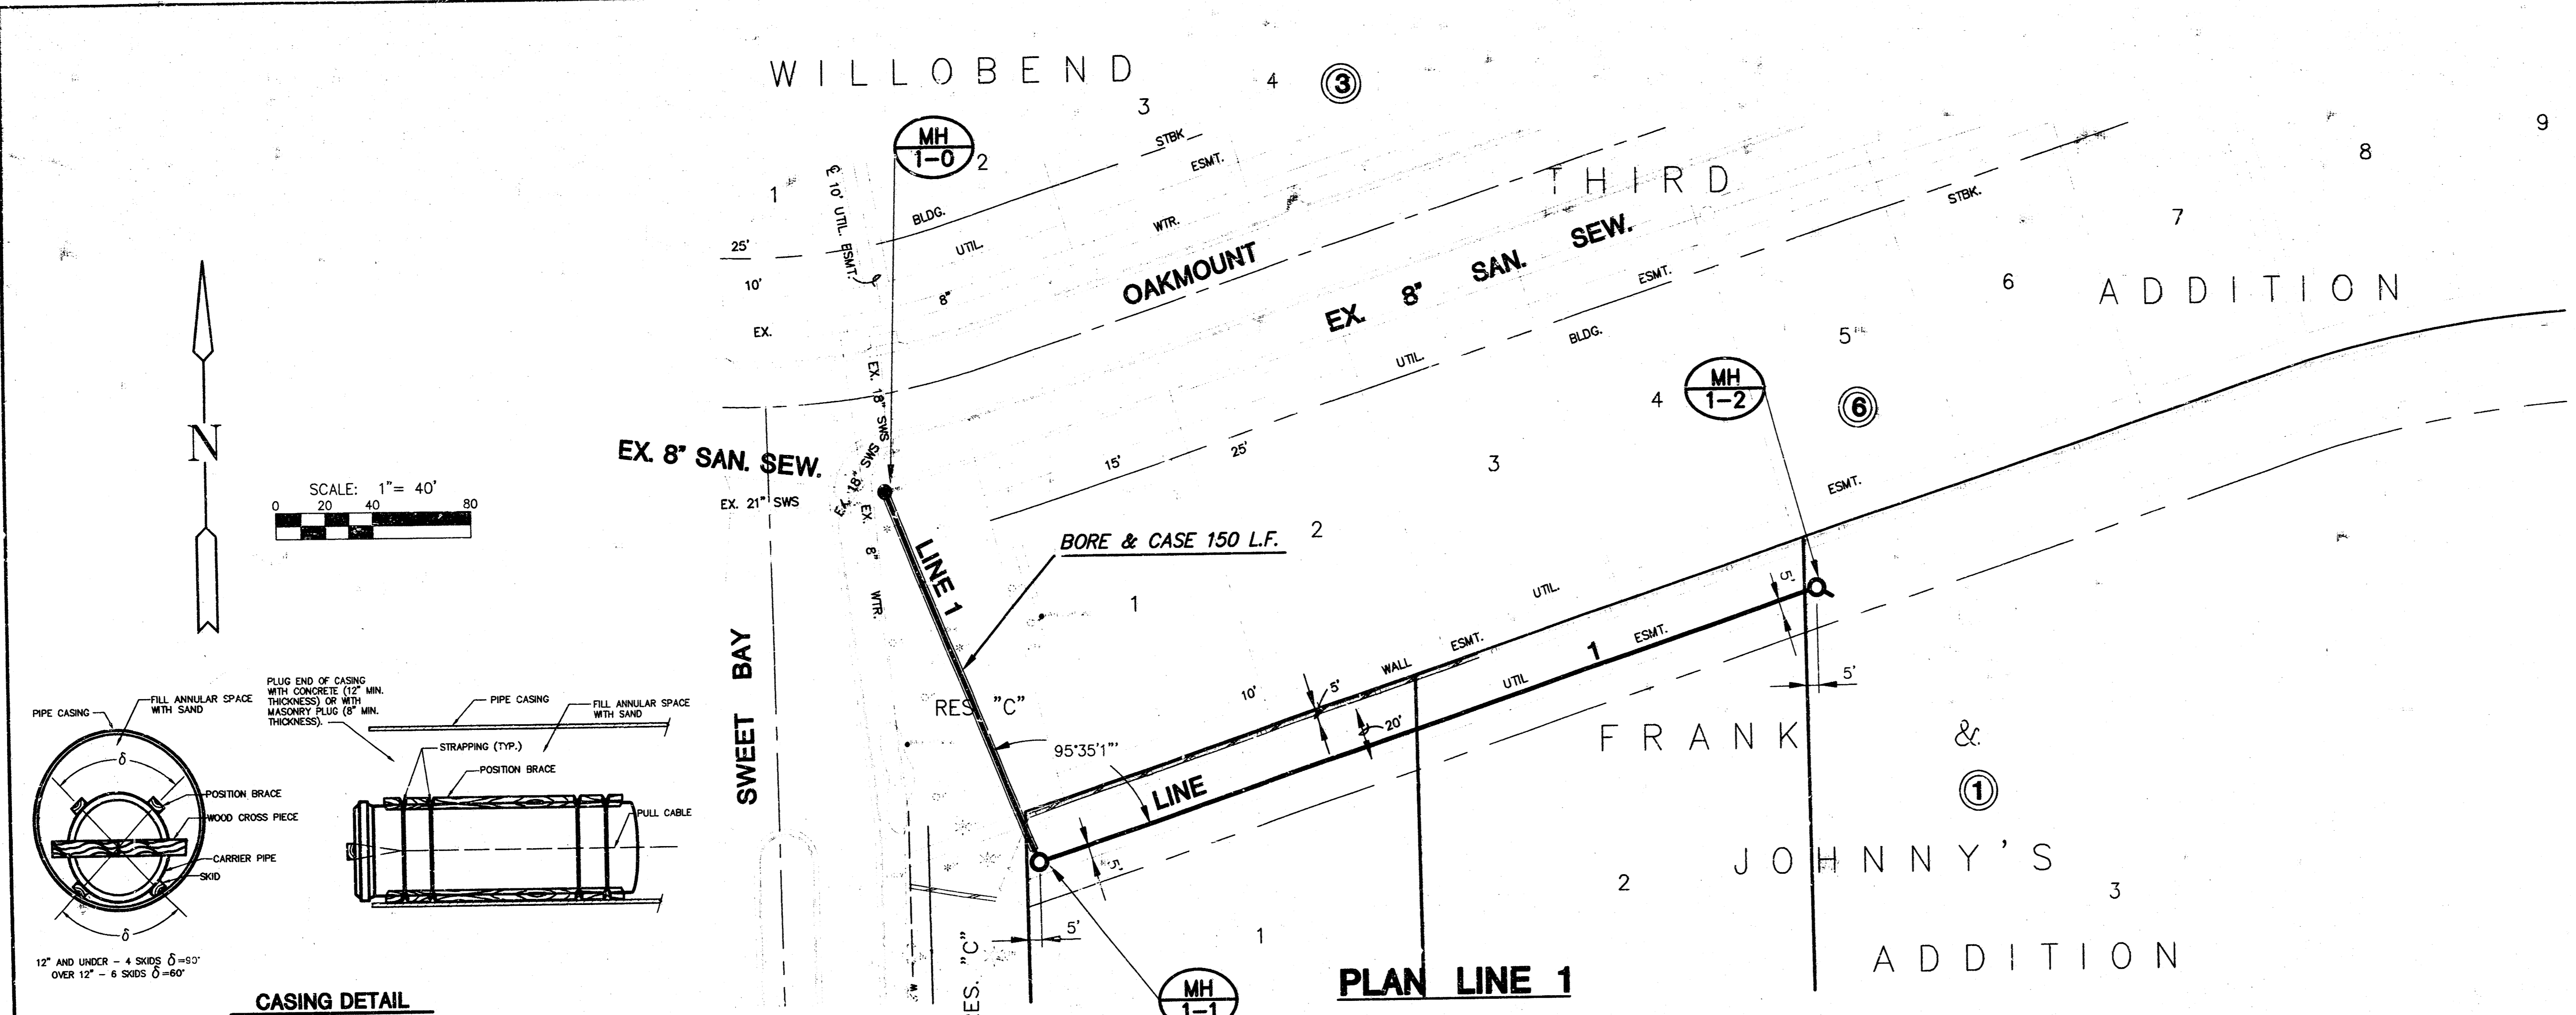 WILLOBEND
3
4
3
MH
1-0
1
2
3
STBK
ESMT.
BLDG.
UTIL.
WTR.
8"
℄ 10' UTIL. ESMT.
25'
10'
EX.
THIRD
ADDITION
STBK.
9
8
7
6
5
4
OAKMOUNT
EX. 8" SAN. SEW.
ESMT.
BLDG.
UTIL.
15'
25'
MH
1-2
6
3
2
1
N
SCALE: 1"= 40'
0 20 40 80
EX. 8" SAN. SEW.
EX. 21" SWS
EX. 18" SWS
EX. 18" SWS
EX. 8" WTR.
LINE 1
BORE & CASE 150 L.F.
ESMT.
UTIL.
ESMT.
WALL
10'
5'
20'
UTIL
ESMT.
1
5'
5'
SWEET BAY
RES "C"
95°35'1"'
LINE
5'
5'
RES. "C"
MH
1-1
FRANK &
1
JOHNNY'S
ADDITION
1
2
3
PLAN LINE 1
PIPE CASING
FILL ANNULAR SPACE
WITH SAND
PLUG END OF CASING
WITH CONCRETE (12" MIN.
THICKNESS) OR WITH
MASONRY PLUG (8" MIN.
THICKNESS).
PIPE CASING
FILL ANNULAR SPACE
WITH SAND
STRAPPING (TYP.)
POSITION BRACE
δ
POSITION BRACE
WOOD CROSS PIECE
CARRIER PIPE
SKID
PULL CABLE
δ
12" AND UNDER - 4 SKIDS δ=90°
OVER 12" - 6 SKIDS δ=60°
CASING DETAIL